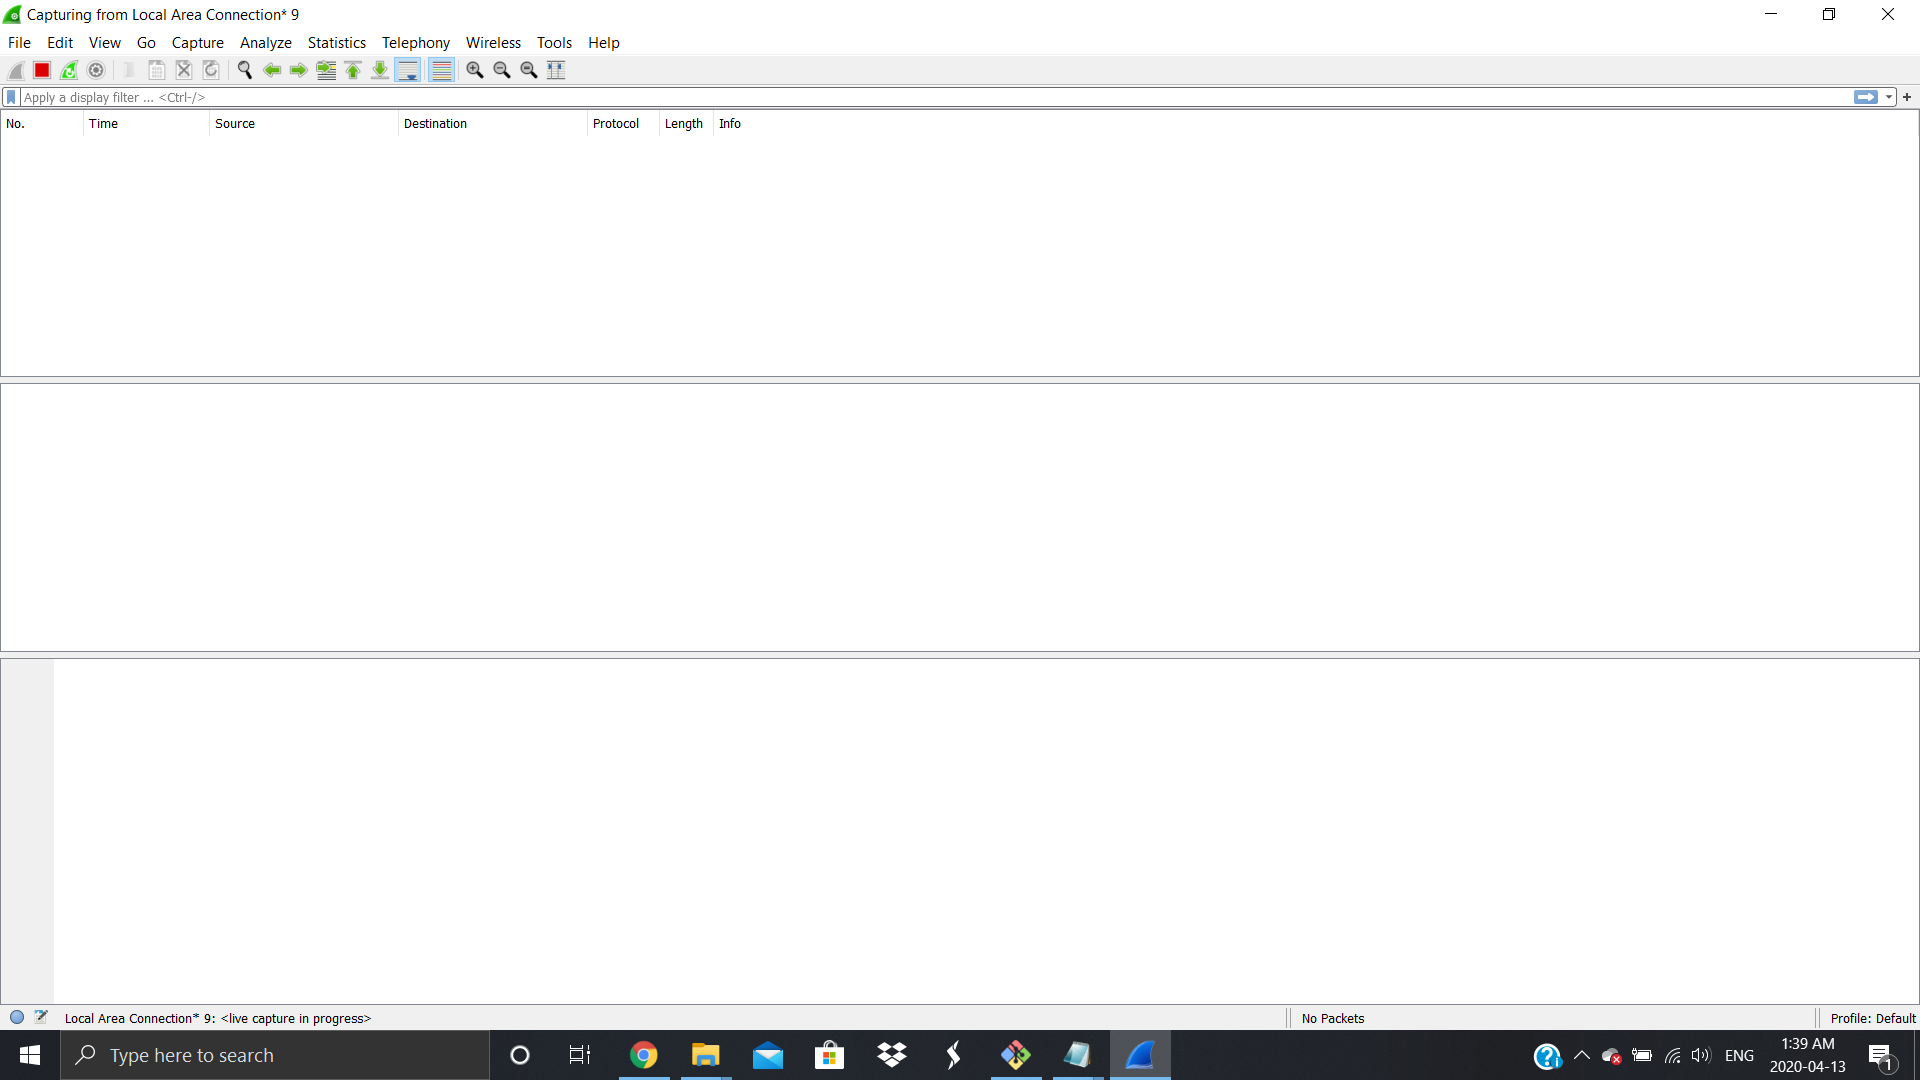 Capturing from Local Area Connection* 9
File Edit View Go Capture Analyze Statistics Telephony Wireless Tools Help
Apply a display filter ... <Ctrl-/>
+
No. Time Source Destination Protocol Length Info
Local Area Connection* 9: <live capture in progress>
No Packets
Profile: Default
Type here to search
ENG
1:39 AM
2020-04-13
1